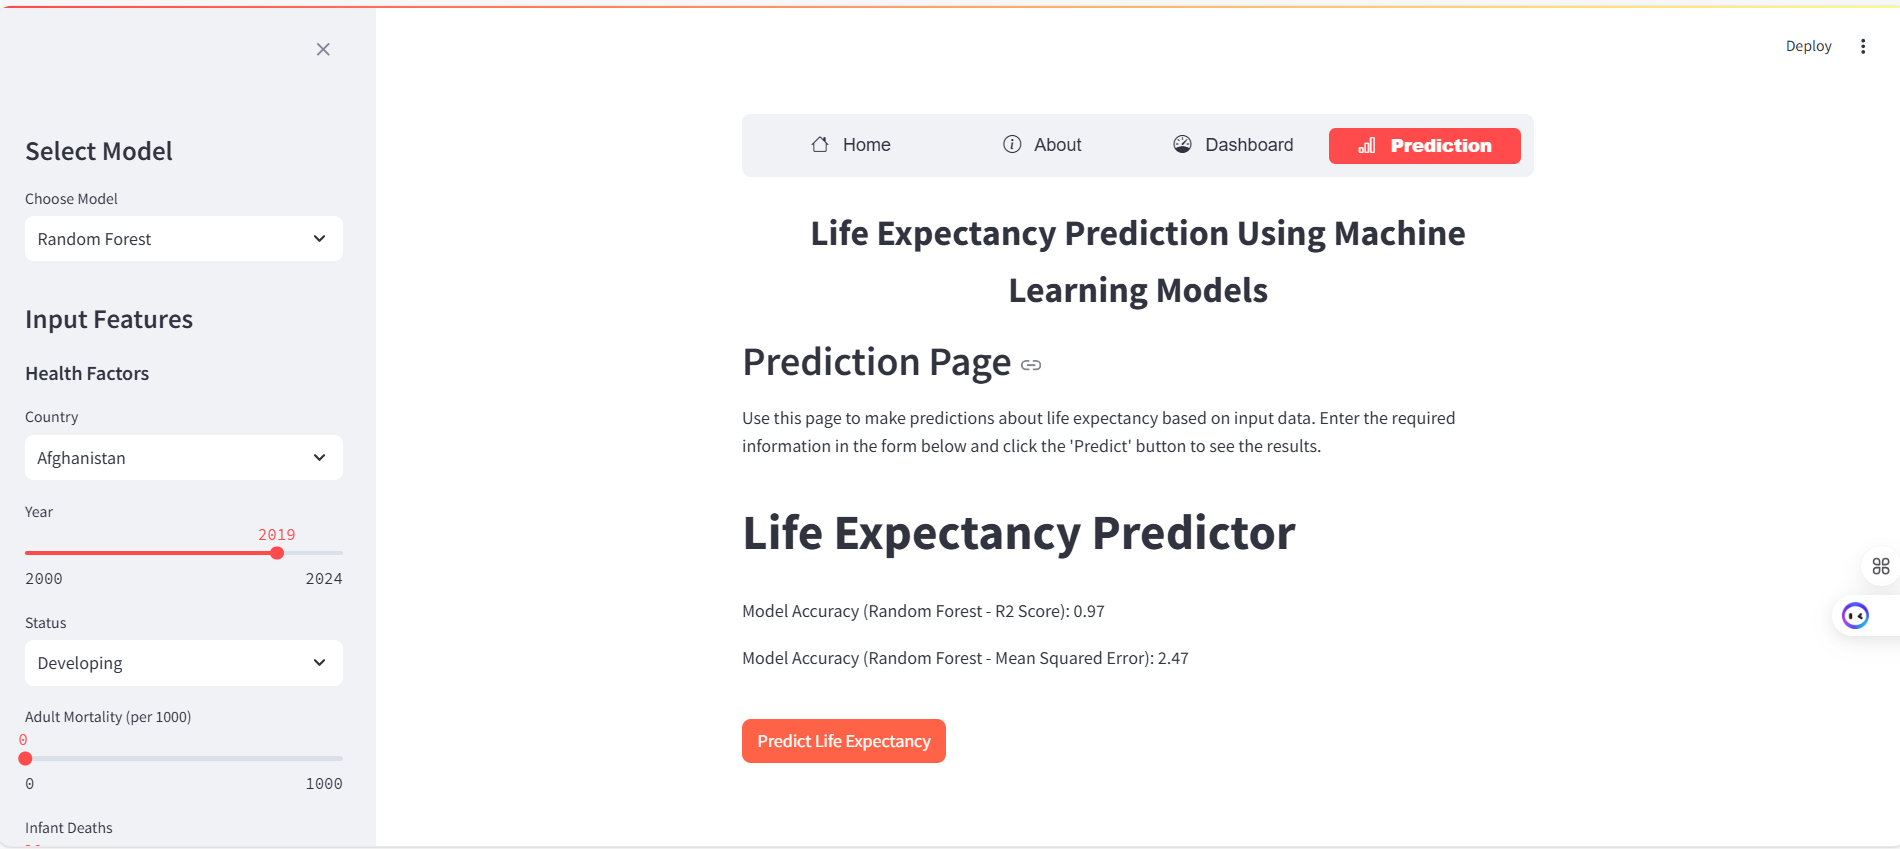 Deploy
Select Model
Choose Model
Random Forest
Input Features
Health Factors
Country
Afghanistan
Year
2019
2000 2024
Status
Developing
Adult Mortality (per 1000)
0
0 1000
Infant Deaths
Home About Dashboard Prediction
Life Expectancy Prediction Using Machine
Learning Models
Prediction Page
Use this page to make predictions about life expectancy based on input data. Enter the required
information in the form below and click the 'Predict' button to see the results.
Life Expectancy Predictor
Model Accuracy (Random Forest - R2 Score): 0.97
Model Accuracy (Random Forest - Mean Squared Error): 2.47
Predict Life Expectancy